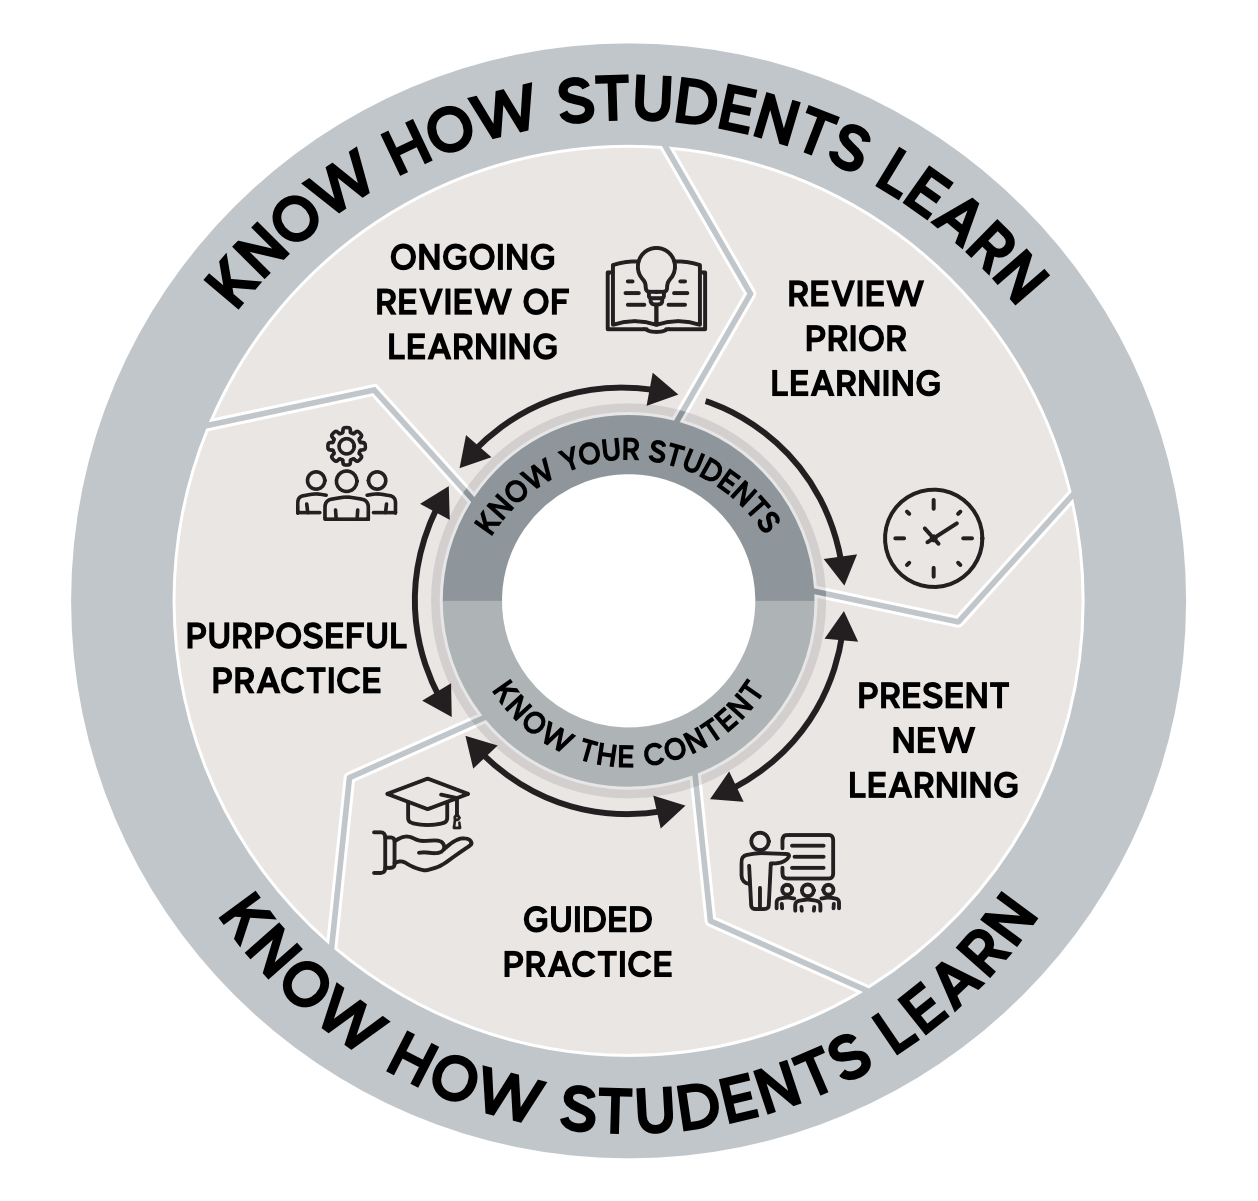 KNOW HOW STUDENTS LEARN
ONGOING
REVIEW OF
LEARNING
REVIEW
PRIOR
LEARNING
KNOW YOUR STUDENTS
PURPOSEFUL
PRACTICE
KNOW THE CONTENT
PRESENT
NEW
LEARNING
GUIDED
PRACTICE
KNOW HOW STUDENTS LEARN